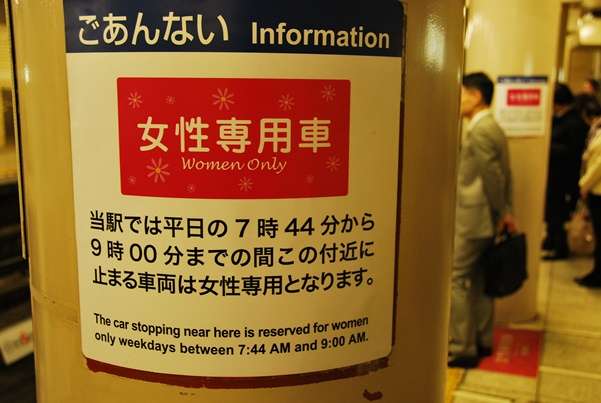 ごあんない Information
女性専用車
Women Only
当駅では平日の7時44分から
9時00分までの間この付近に
止まる車両は女性専用となります。
The car stopping near here is reserved for women
only weekdays between 7:44 AM and 9:00 AM.